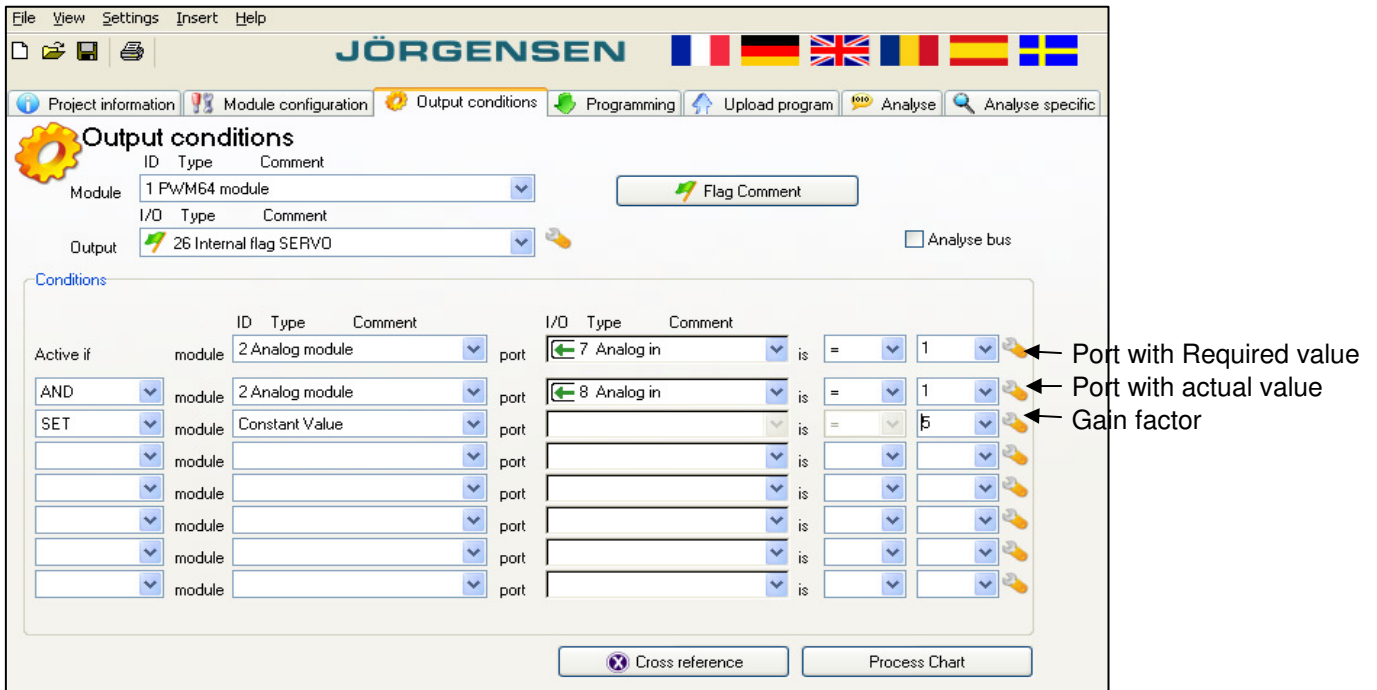 File View Settings Insert Help
JÖRGENSEN
Project information Module configuration Output conditions Programming Upload program Analyse Analyse specific
Output conditions
ID Type Comment
Module 1 PWM64 module Flag Comment
I/O Type Comment
Output 26 Internal flag SERVO Analyse bus
Conditions
ID Type Comment I/O Type Comment
Active if module 2 Analog module port 7 Analog in is = 1 Port with Required value
AND module 2 Analog module port 8 Analog in is = 1 Port with actual value
SET module Constant Value port is = 5 Gain factor
module port is
module port is
module port is
module port is
module port is
Cross reference Process Chart